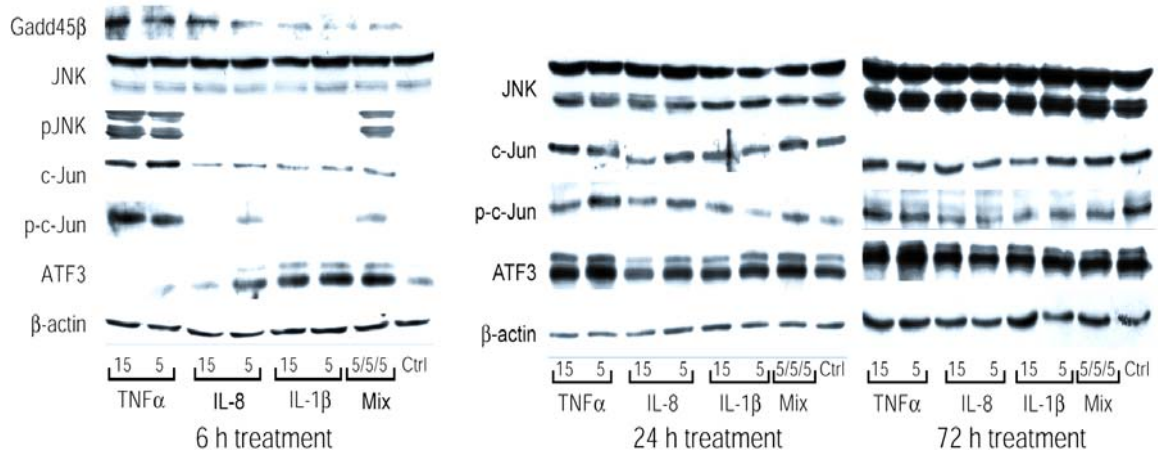 Gadd45β
JNK
pJNK
c-Jun
p-c-Jun
ATF3
β-actin
15 5 15 5 15 5 5/5/5 Ctrl
TNFα IL-8 IL-1β Mix
6 h treatment
JNK
c-Jun
p-c-Jun
ATF3
β-actin
15 5 15 5 15 5 5/5/5 Ctrl
TNFα IL-8 IL-1β Mix
24 h treatment
15 5 15 5 15 5 5/5/5 Ctrl
TNFα IL-8 IL-1β Mix
72 h treatment